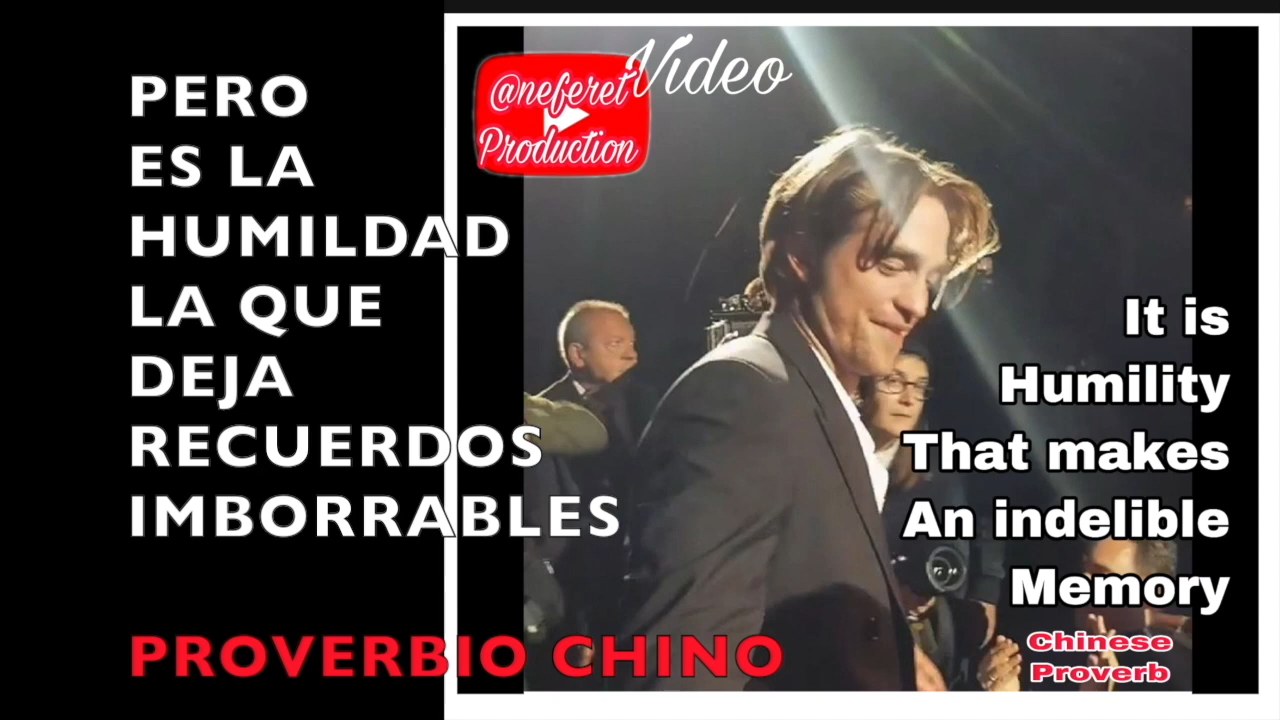 PERO
ES LA
HUMILDAD
LA QUE
DEJA
RECUERDOS
IMBORRABLES
PROVERBIO CHINO
@neferet
Production
Video
It is
Humility
That makes
An indelible
Memory
Chinese
Proverb